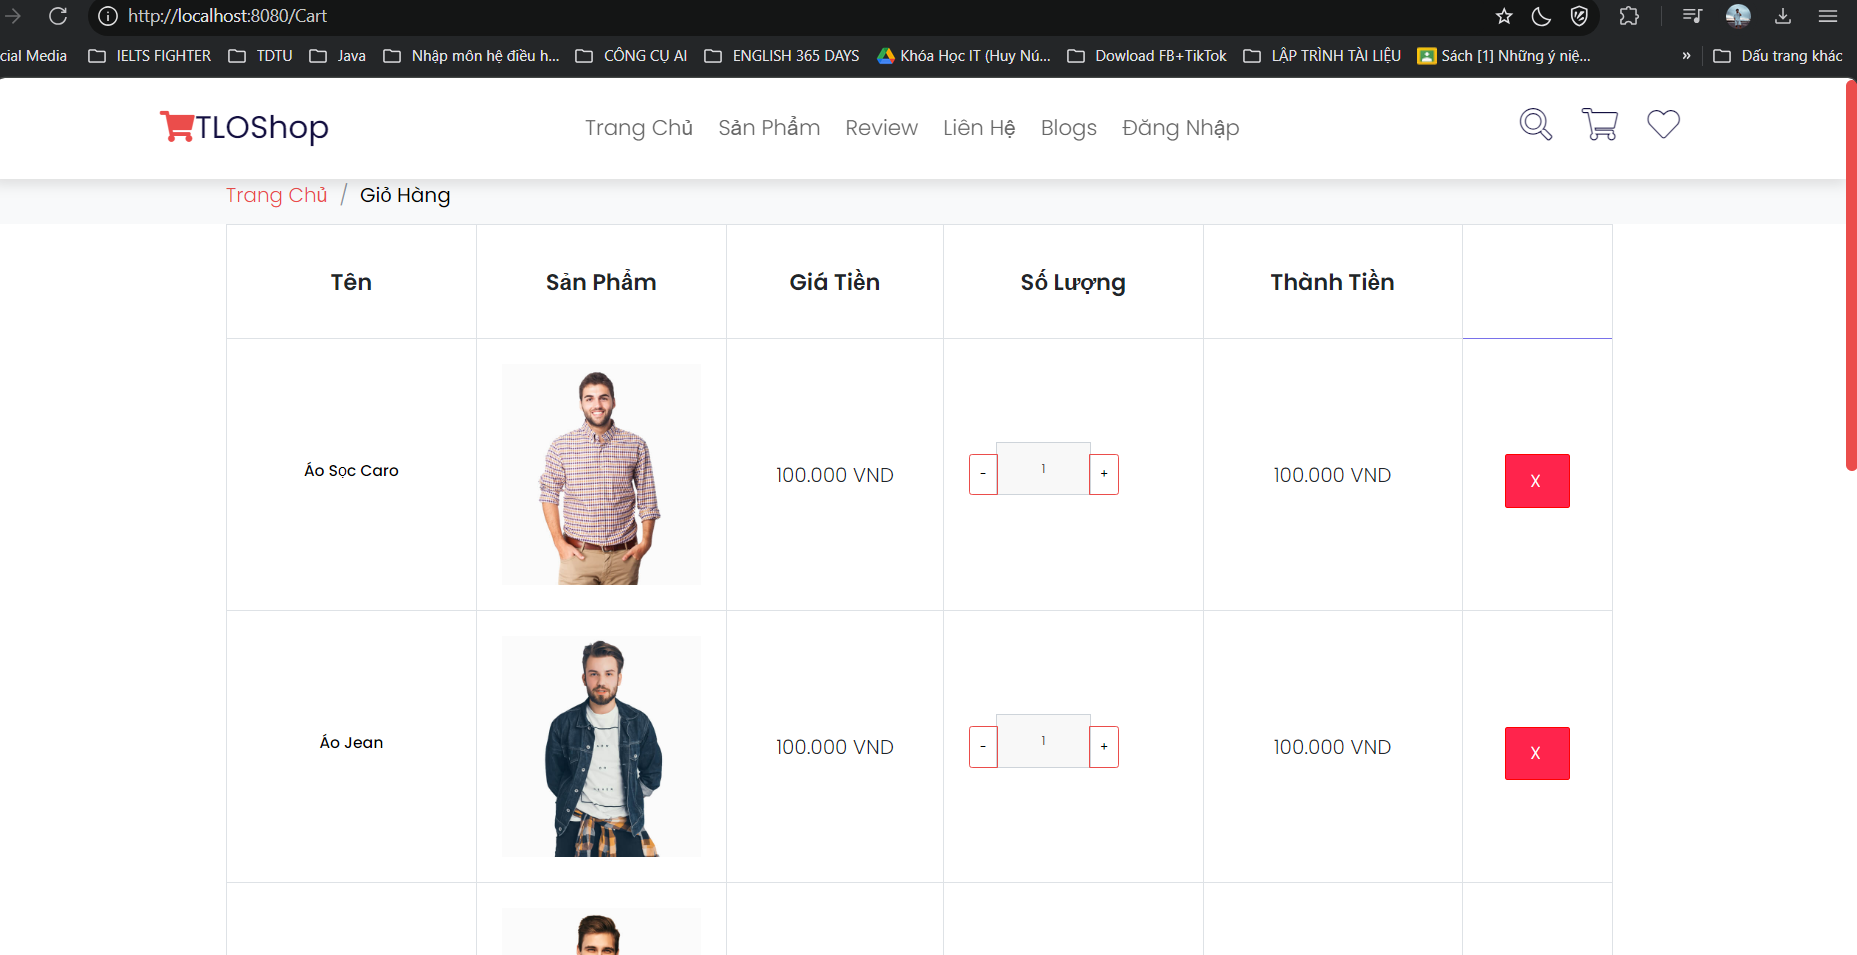 http://localhost:8080/Cart
cial Media IELTS FIGHTER TDTU Java Nhập môn hệ điều h... CÔNG CỤ AI ENGLISH 365 DAYS Khóa Học IT (Huy Nú... Dowload FB+TikTok LẬP TRÌNH TÀI LIỆU Sách [1] Những ý niệ... » Dấu trang khác
TLOShop Trang Chủ Sản Phẩm Review Liên Hệ Blogs Đăng Nhập
Trang Chủ / Giỏ Hàng
Tên Sản Phẩm Giá Tiền Số Lượng Thành Tiền
Áo Sọc Caro 100.000 VND - 1 + 100.000 VND X
Áo Jean 100.000 VND - 1 + 100.000 VND X